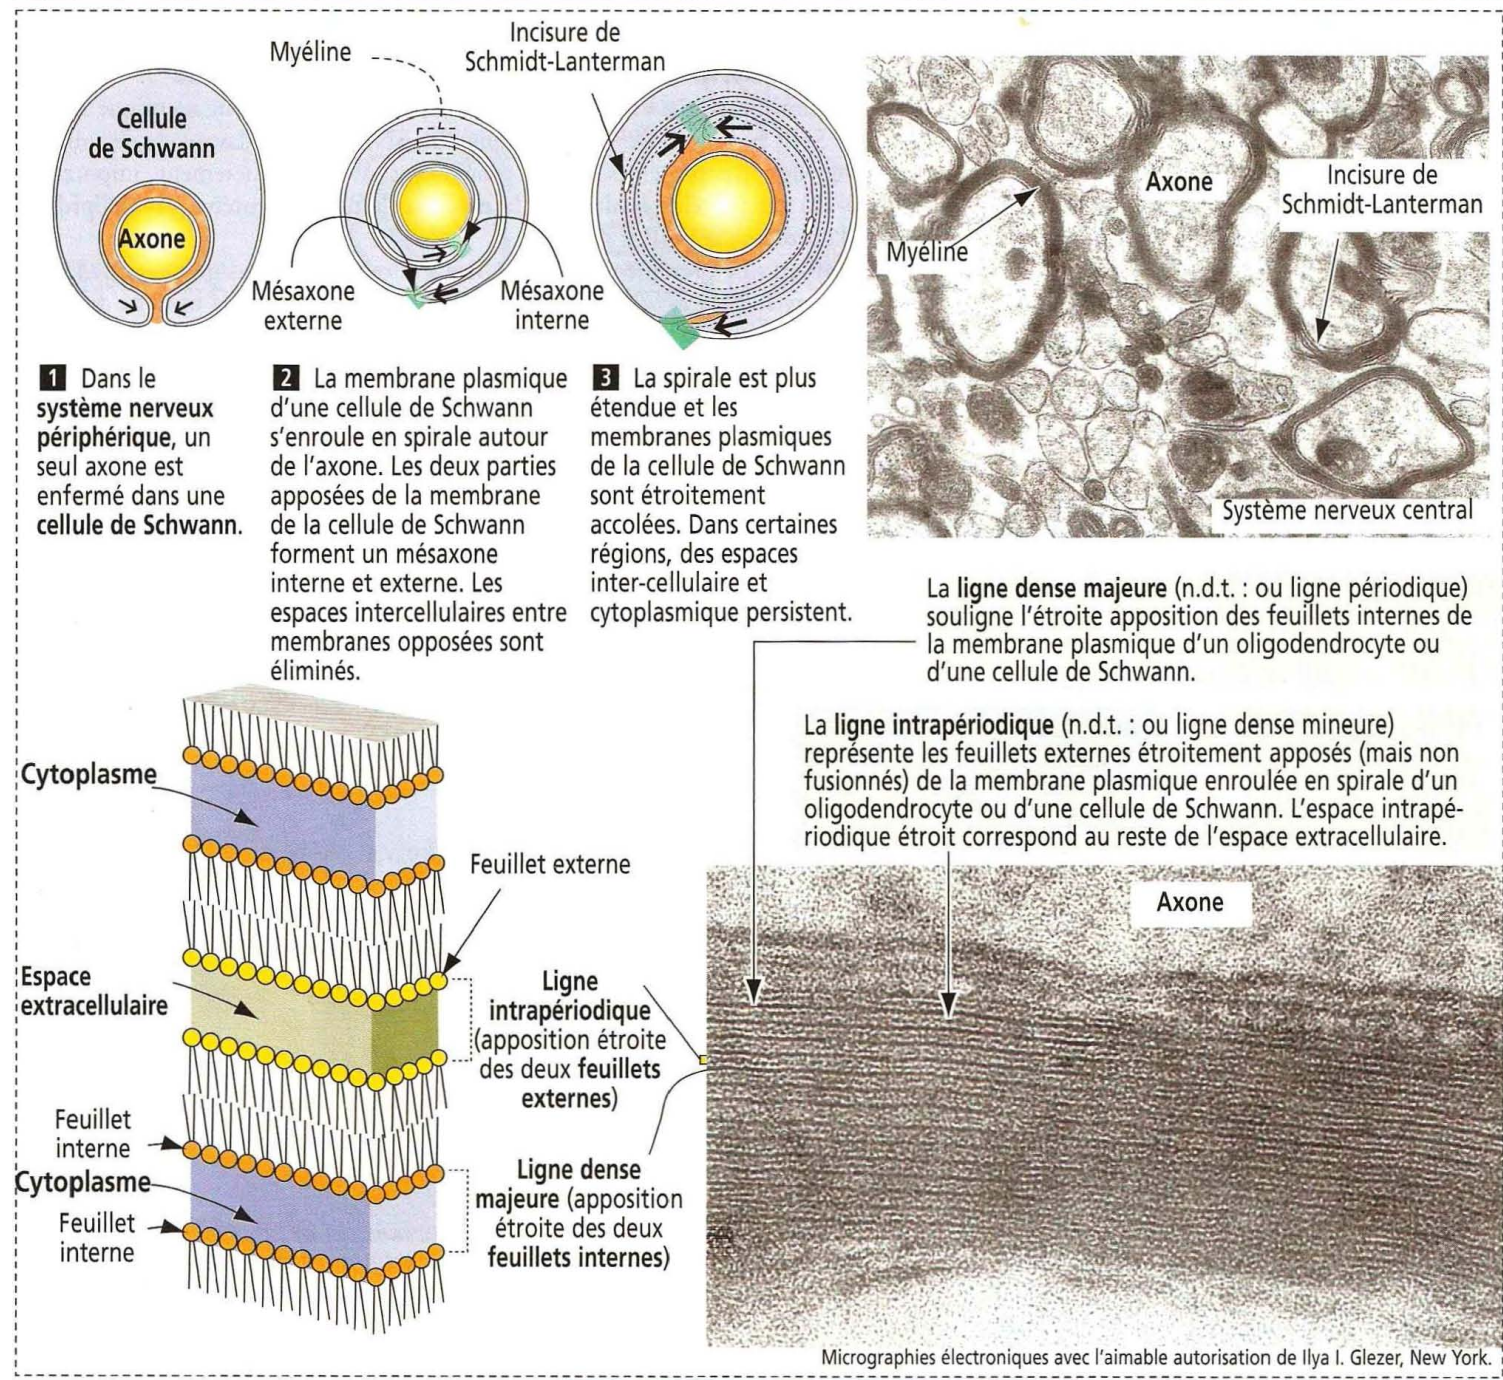 Myéline
Incisure de
Schmidt-Lanterman
Cellule
de Schwann
Axone
Mésaxone
externe
Mésaxone
interne
1 Dans le
système nerveux
périphérique, un
seul axone est
enfermé dans une
cellule de Schwann.
2 La membrane plasmique
d'une cellule de Schwann
s'enroule en spirale autour
de l'axone. Les deux parties
apposées de la membrane
de la cellule de Schwann
forment un mésaxone
interne et externe. Les
espaces intercellulaires entre
membranes opposées sont
éliminés.
3 La spirale est plus
étendue et les
membranes plasmiques
de la cellule de Schwann
sont étroitement
accolées. Dans certaines
régions, des espaces
inter-cellulaire et
cytoplasmique persistent.
Axone
Incisure de
Schmidt-Lanterman
Myéline
Système nerveux central
La ligne dense majeure (n.d.t. : ou ligne périodique)
souligne l'étroite apposition des feuillets internes de
la membrane plasmique d'un oligodendrocyte ou
d'une cellule de Schwann.
La ligne intrapériodique (n.d.t. : ou ligne dense mineure)
représente les feuillets externes étroitement apposés (mais non
fusionnés) de la membrane plasmique enroulée en spirale d'un
oligodendrocyte ou d'une cellule de Schwann. L'espace intrapé-
riodique étroit correspond au reste de l'espace extracellulaire.
Cytoplasme
Feuillet externe
Espace
extracellulaire
Ligne
intrapériodique
(apposition étroite
des deux feuillets
externes)
Feuillet
interne
Cytoplasme
Feuillet
interne
Ligne dense
majeure (apposition
étroite des deux
feuillets internes)
Axone
Micrographies électroniques avec l'aimable autorisation de Ilya I. Glezer, New York.